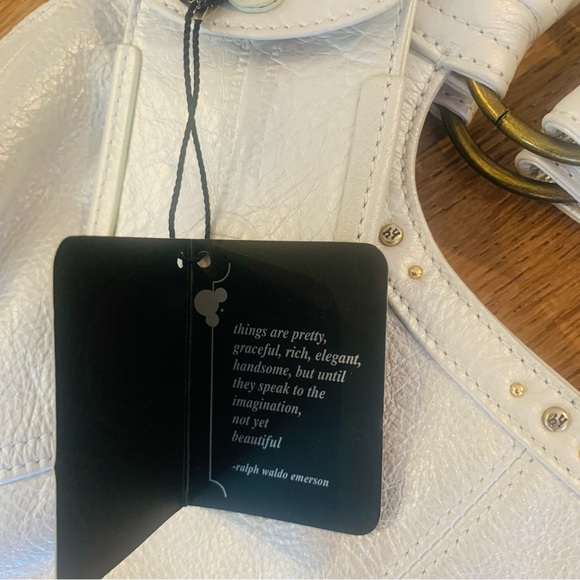 things are pretty,
graceful, rich, elegant,
handsome, but until
they speak to the
imagination,
not yet
beautiful
-ralph waldo emerson